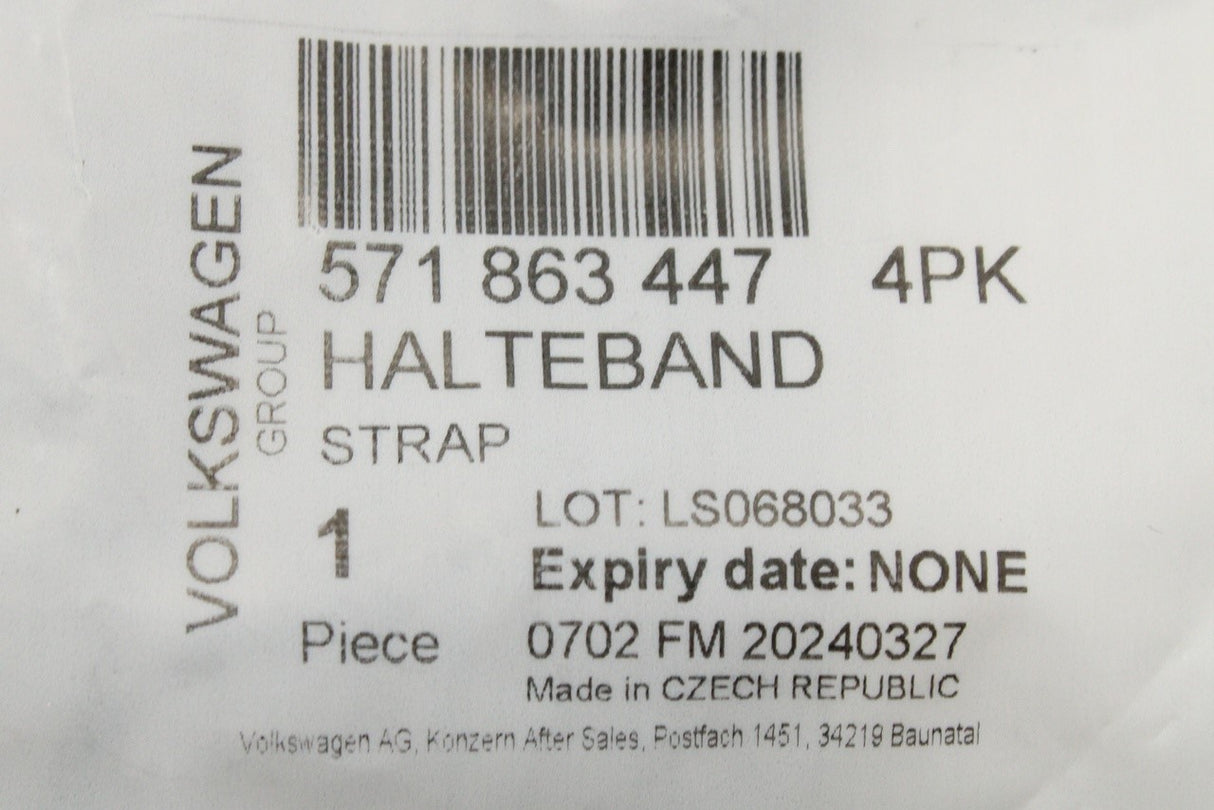 VOLKSWAGEN
GROUP
571 863 447 4PK
HALTEBAND
STRAP
1
Piece
LOT: LS068033
Expiry date: NONE
0702 FM 20240327
Made in CZECH REPUBLIC
Volkswagen AG, Konzern After Sales, Postfach 1451, 34219 Baunatal